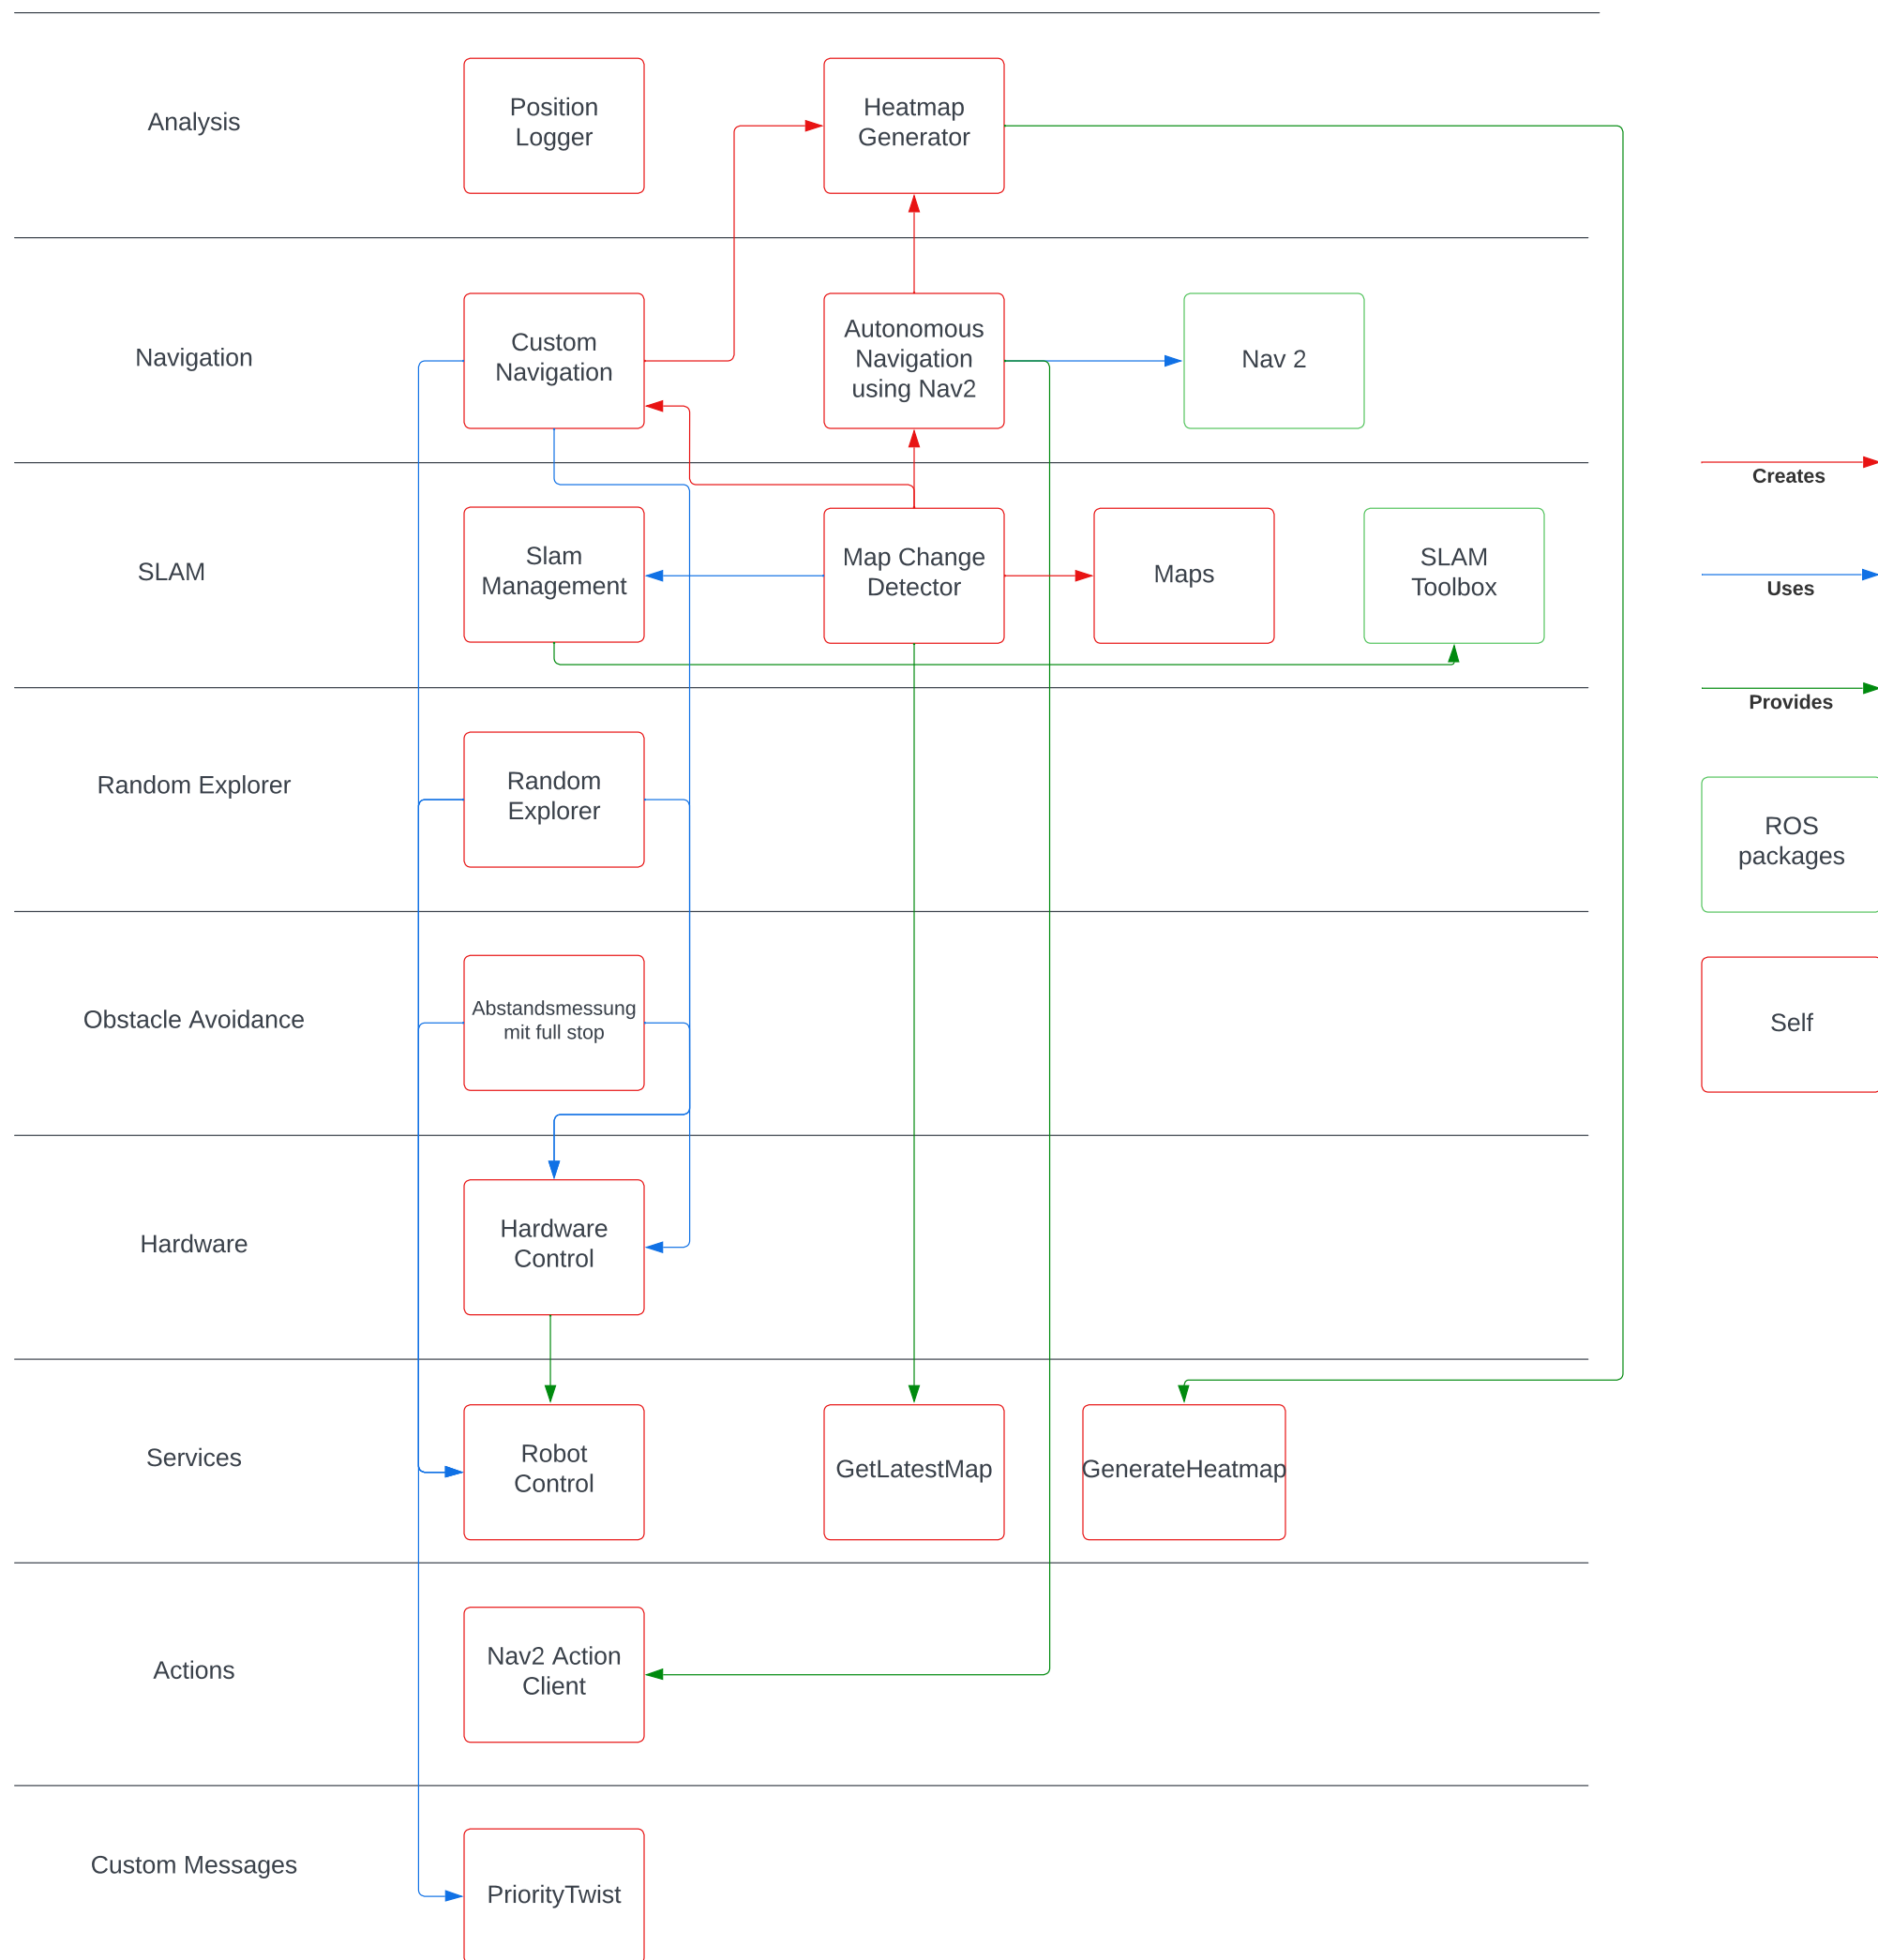 Analysis
Position
Logger
Heatmap
Generator
Navigation
Custom
Navigation
Autonomous
Navigation
using Nav2
Nav 2
SLAM
Slam
Management
Map Change
Detector
Maps
SLAM
Toolbox
Creates
Uses
Provides
Random Explorer
Random
Explorer
ROS
packages
Obstacle Avoidance
Abstandsmessung
mit full stop
Self
Hardware
Hardware
Control
Services
Robot
Control
GetLatestMap
GenerateHeatmap
Actions
Nav2 Action
Client
Custom Messages
PriorityTwist